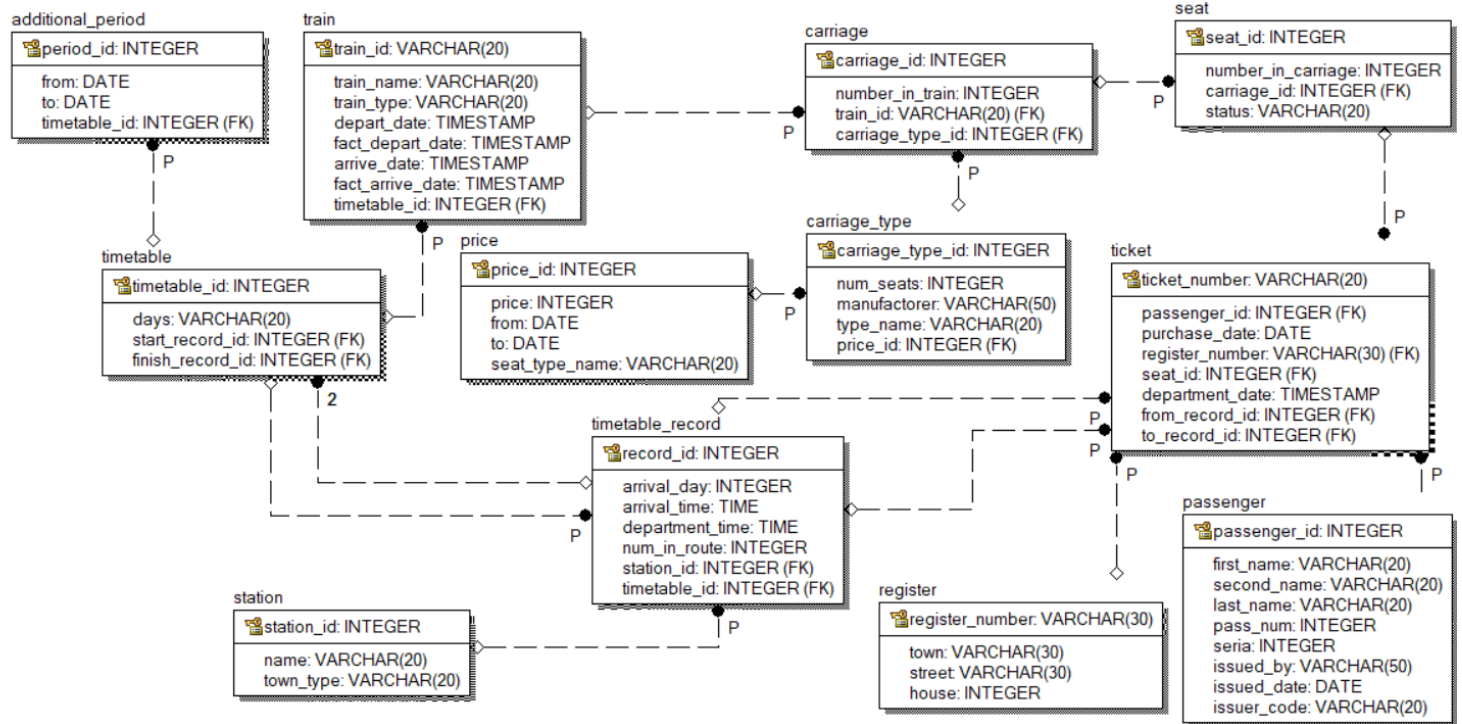 additional_period
period_id: INTEGER
from: DATE
to: DATE
timetable_id: INTEGER (FK)
P
train
train_id: VARCHAR(20)
train_name: VARCHAR(20)
train_type: VARCHAR(20)
depart_date: TIMESTAMP
fact_depart_date: TIMESTAMP
arrive_date: TIMESTAMP
fact_arrive_date: TIMESTAMP
timetable_id: INTEGER (FK)
P
carriage
carriage_id: INTEGER
number_in_train: INTEGER
train_id: VARCHAR(20) (FK)
carriage_type_id: INTEGER (FK)
P
P
seat
seat_id: INTEGER
number_in_carriage: INTEGER
carriage_id: INTEGER (FK)
status: VARCHAR(20)
P
P
timetable
timetable_id: INTEGER
days: VARCHAR(20)
start_record_id: INTEGER (FK)
finish_record_id: INTEGER (FK)
2
price
price_id: INTEGER
price: INTEGER
from: DATE
to: DATE
seat_type_name: VARCHAR(20)
P
carriage_type
carriage_type_id: INTEGER
num_seats: INTEGER
manufactorer: VARCHAR(50)
type_name: VARCHAR(20)
price_id: INTEGER (FK)
ticket
ticket_number: VARCHAR(20)
passenger_id: INTEGER (FK)
purchase_date: DATE
register_number: VARCHAR(30) (FK)
seat_id: INTEGER (FK)
department_date: TIMESTAMP
from_record_id: INTEGER (FK)
to_record_id: INTEGER (FK)
P
P
P
P
timetable_record
record_id: INTEGER
arrival_day: INTEGER
arrival_time: TIME
department_time: TIME
num_in_route: INTEGER
station_id: INTEGER (FK)
timetable_id: INTEGER (FK)
P
P
station
station_id: INTEGER
name: VARCHAR(20)
town_type: VARCHAR(20)
register
register_number: VARCHAR(30)
town: VARCHAR(30)
street: VARCHAR(30)
house: INTEGER
passenger
passenger_id: INTEGER
first_name: VARCHAR(20)
second_name: VARCHAR(20)
last_name: VARCHAR(20)
pass_num: INTEGER
seria: INTEGER
issued_by: VARCHAR(50)
issued_date: DATE
issuer_code: VARCHAR(20)